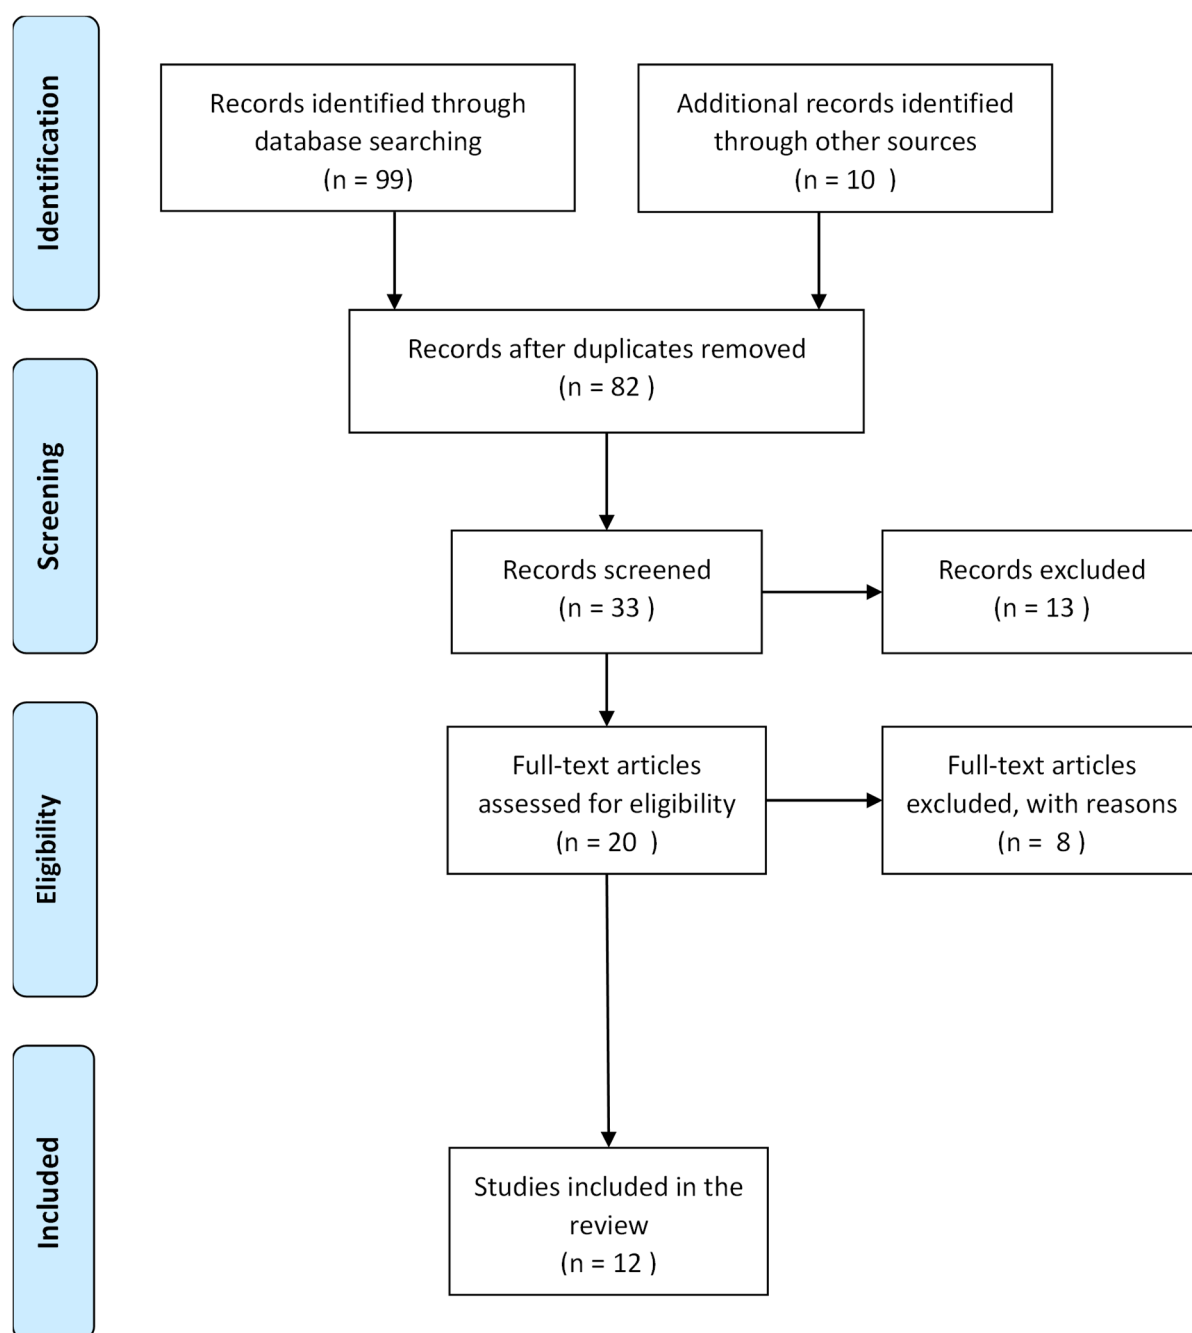 Identification
Records identified through
database searching
(n = 99)
Additional records identified
through other sources
(n = 10  )
Records after duplicates removed
(n = 82 )
Screening
Records screened
(n = 33 )
Records excluded
(n = 13 )
Eligibility
Full-text articles
assessed for eligibility
(n = 20  )
Full-text articles
excluded, with reasons
(n =  8 )
Included
Studies included in the
review
(n = 12 )